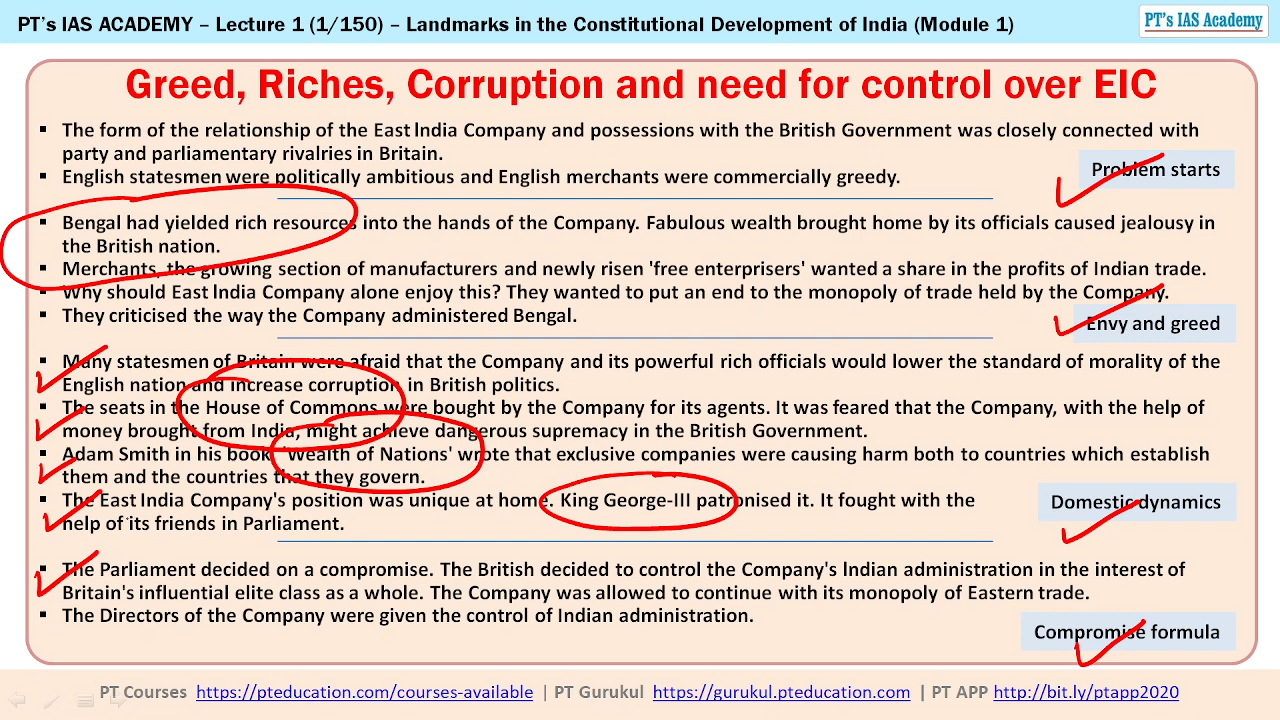 PT's IAS ACADEMY – Lecture 1 (1/150) – Landmarks in the Constitutional Development of India (Module 1)
PT's IAS Academy
Greed, Riches, Corruption and need for control over EIC
▪ The form of the relationship of the East India Company and possessions with the British Government was closely connected with
party and parliamentary rivalries in Britain.
Problem starts
▪ English statesmen were politically ambitious and English merchants were commercially greedy.
▪ Bengal had yielded rich resources into the hands of the Company. Fabulous wealth brought home by its officials caused jealousy in
the British nation.
▪ Merchants, the growing section of manufacturers and newly risen 'free enterprisers' wanted a share in the profits of Indian trade.
▪ Why should East India Company alone enjoy this? They wanted to put an end to the monopoly of trade held by the Company.
▪ They criticised the way the Company administered Bengal.
Envy and greed
▪ Many statesmen of Britain were afraid that the Company and its powerful rich officials would lower the standard of morality of the
English nation and increase corruption in British politics.
▪ The seats in the House of Commons were bought by the Company for its agents. It was feared that the Company, with the help of
money brought from India, might achieve dangerous supremacy in the British Government.
▪ Adam Smith in his book 'Wealth of Nations' wrote that exclusive companies were causing harm both to countries which establish
them and the countries that they govern.
▪ The East India Company's position was unique at home. King George-III patronised it. It fought with the
help of its friends in Parliament.
Domestic dynamics
▪ The Parliament decided on a compromise. The British decided to control the Company's Indian administration in the interest of
Britain's influential elite class as a whole. The Company was allowed to continue with its monopoly of Eastern trade.
▪ The Directors of the Company were given the control of Indian administration.
Compromise formula
PT Courses https://pteducation.com/courses-available | PT Gurukul https://gurukul.pteducation.com | PT APP http://bit.ly/ptapp2020